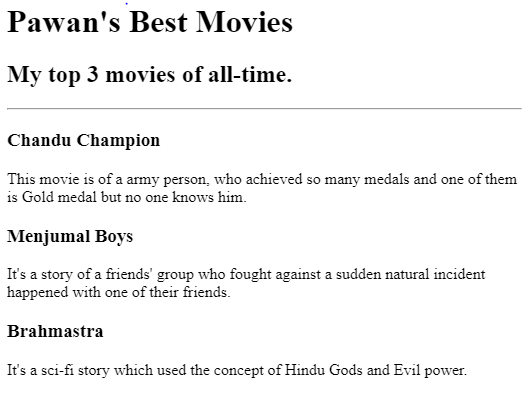 Pawan's Best Movies
My top 3 movies of all-time.
Chandu Champion
This movie is of a army person, who achieved so many medals and one of them
is Gold medal but no one knows him.
Menjumal Boys
It's a story of a friends' group who fought against a sudden natural incident
happened with one of their friends.
Brahmastra
It's a sci-fi story which used the concept of Hindu Gods and Evil power.